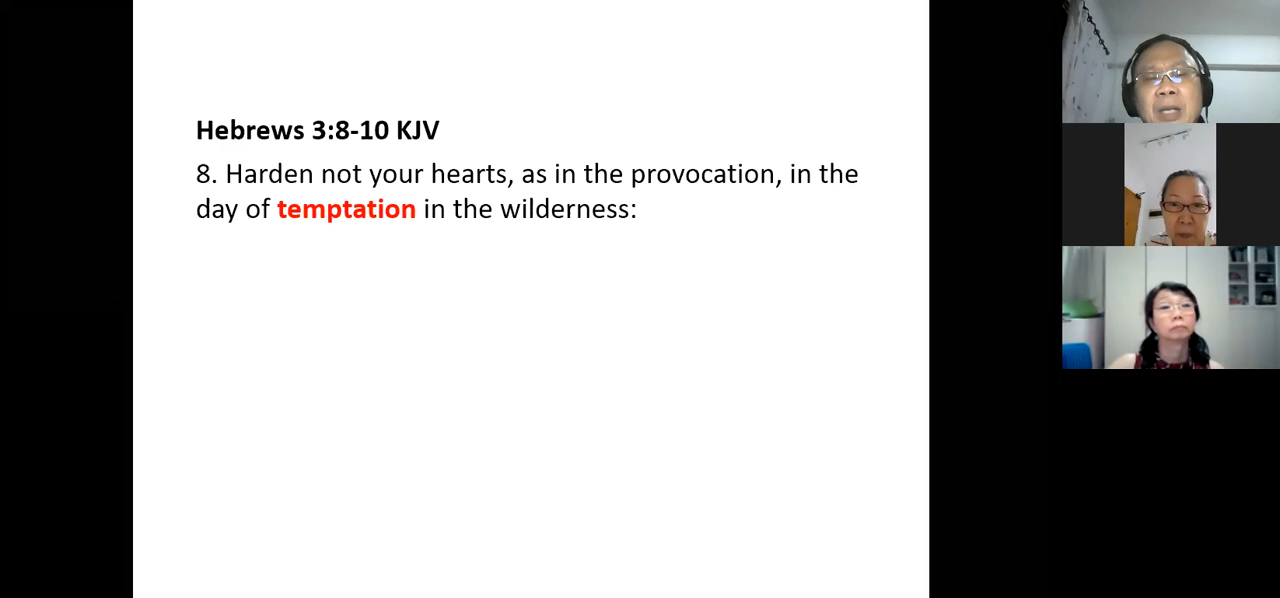 Hebrews 3:8-10 KJV
8. Harden not your hearts, as in the provocation, in the
day of temptation in the wilderness: